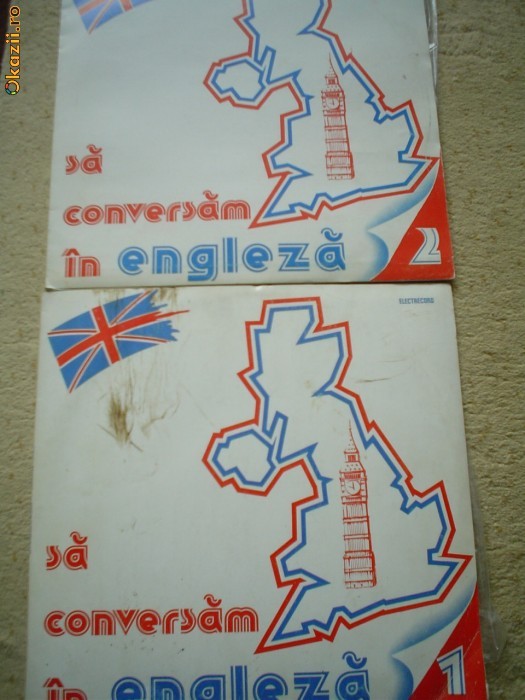 Okazii.ro
să
conversăm
în engleză
2
ELECTRECORD
să
conversăm
în engleză
1